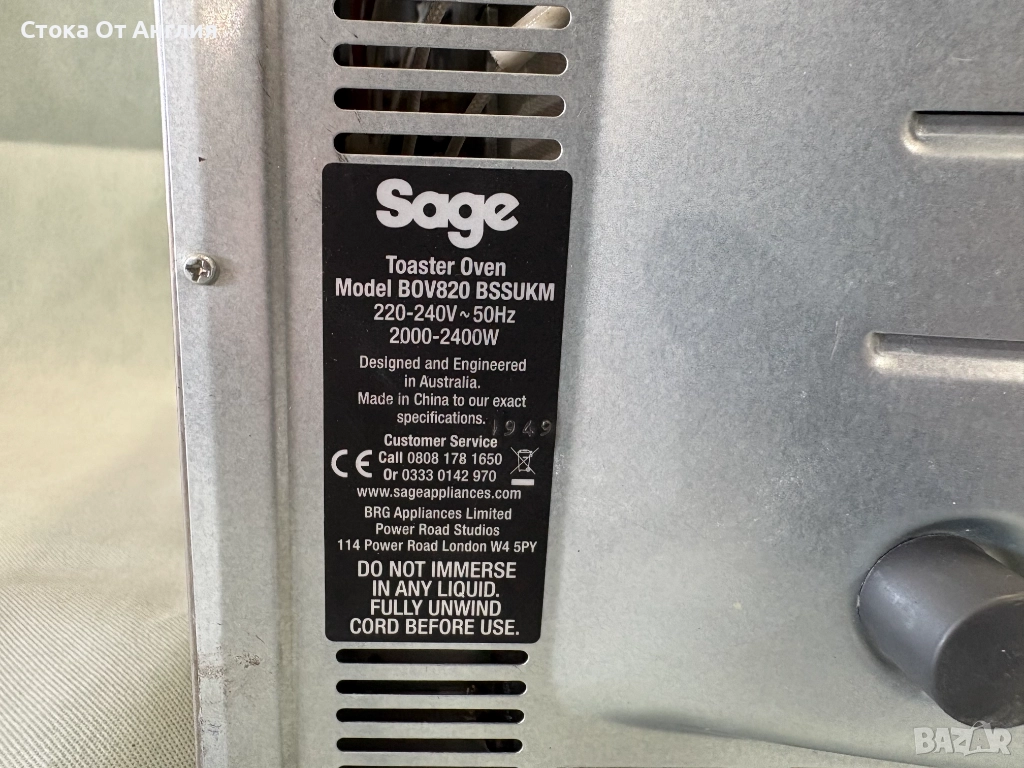 Стока От Англия
Sage
Toaster Oven
Model BOV820 BSSUKM
220-240V~50Hz
2000-2400W
Designed and Engineered
in Australia.
Made in China to our exact
specifications.
1949
Customer Service
CE Call 0808 178 1650
Or 0333 0142 970
www.sageappliances.com
BRG Appliances Limited
Power Road Studios
114 Power Road London W4 5PY
DO NOT IMMERSE
IN ANY LIQUID.
FULLY UNWIND
CORD BEFORE USE.
BAZAR